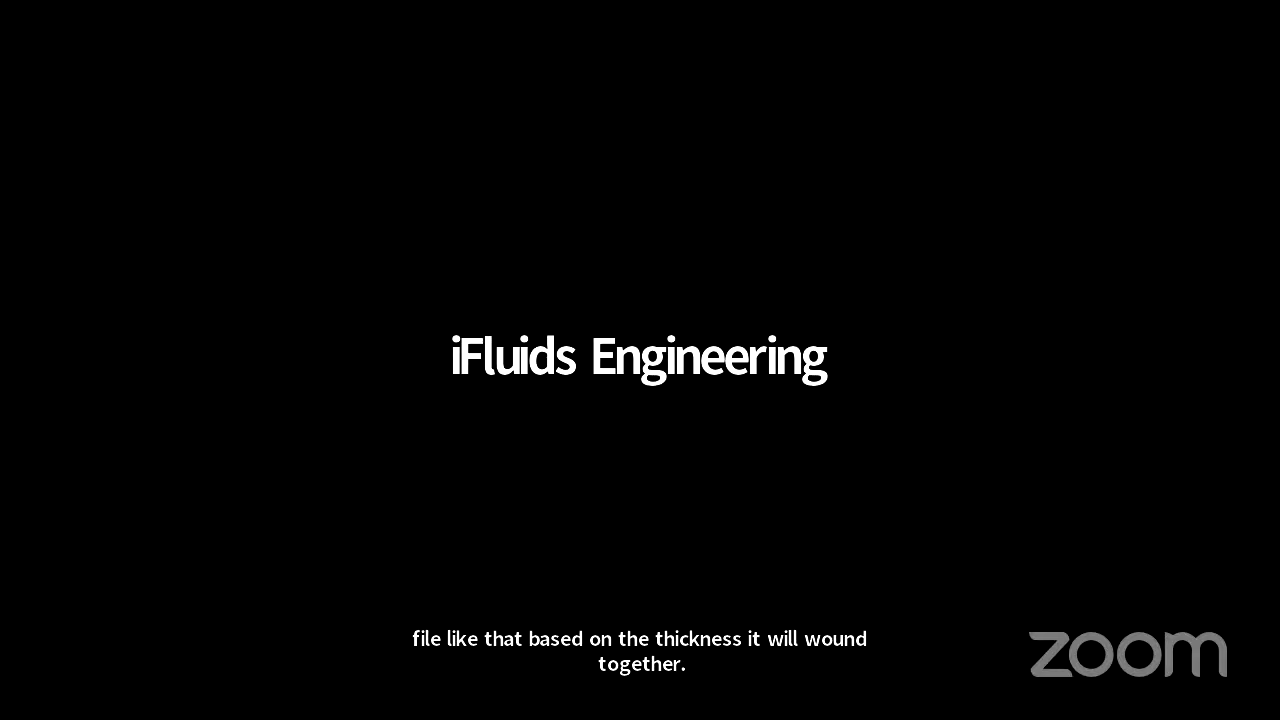 iFluids Engineering
file like that based on the thickness it will wound
together.
zoom